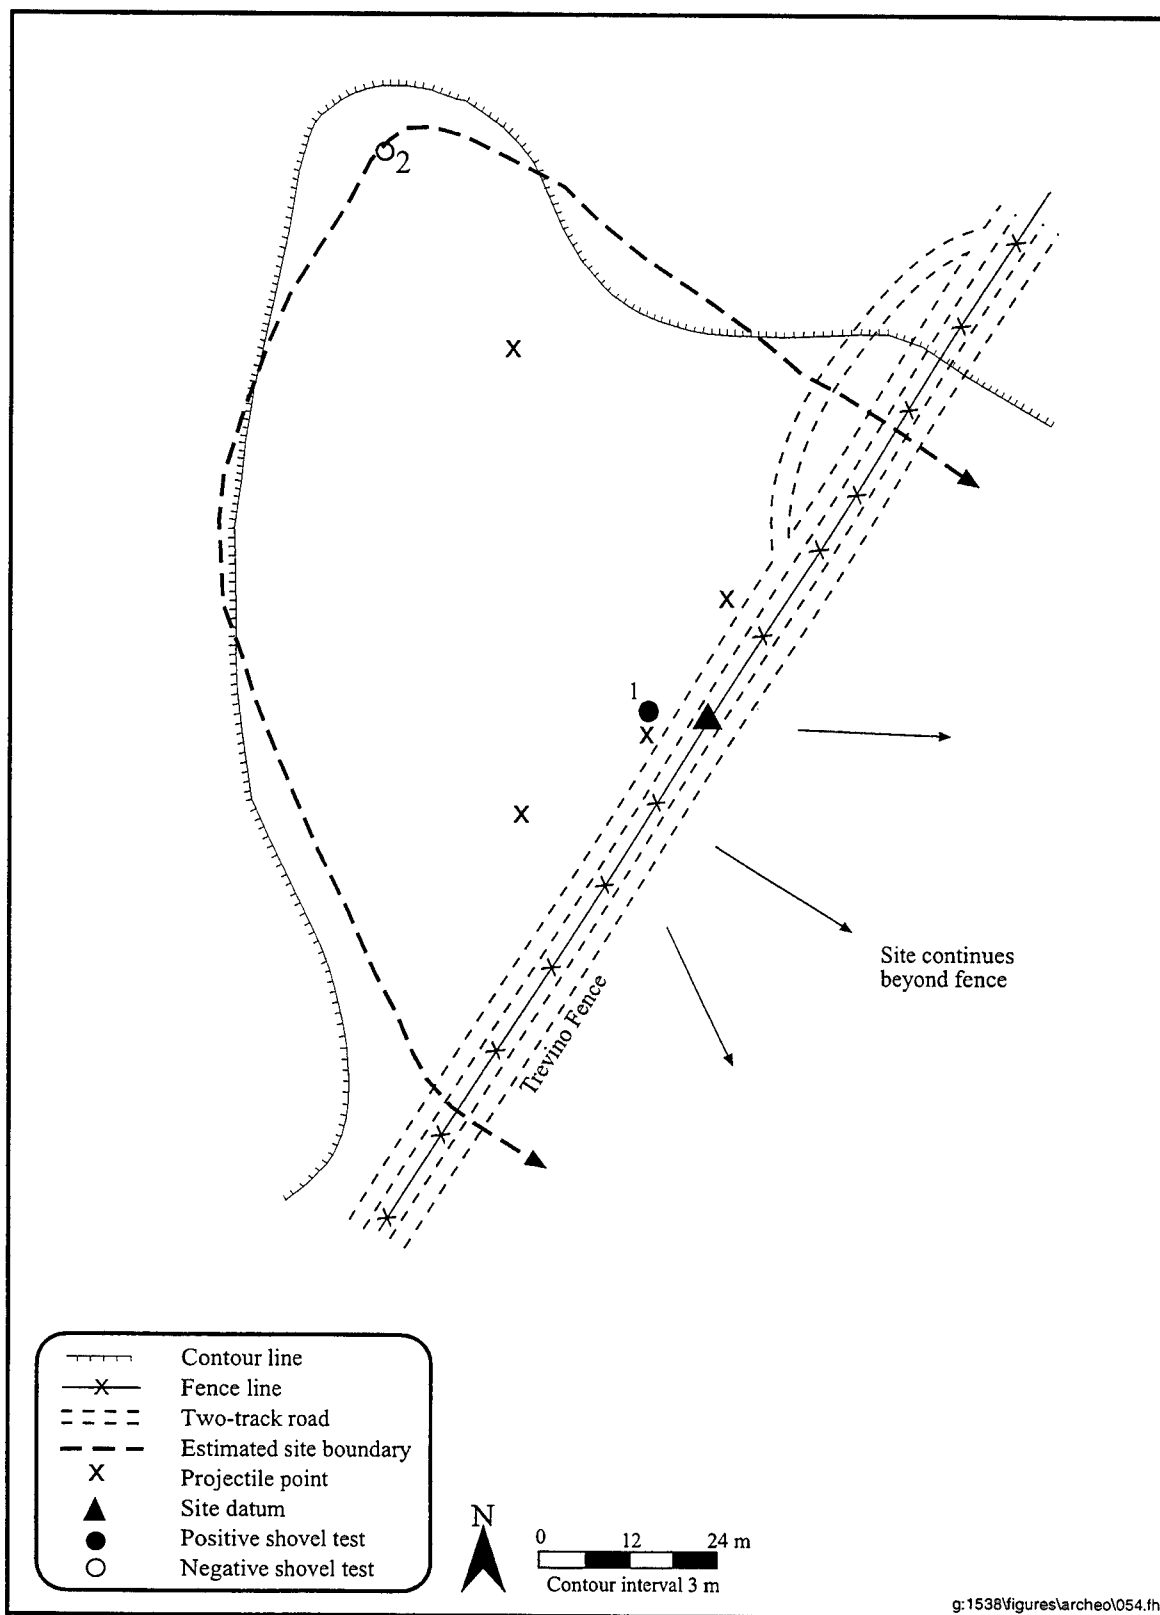 2
1
Site continues
beyond fence
Trevino Fence
Contour line
Fence line
Two-track road
Estimated site boundary
X Projectile point
Site datum
Positive shovel test
Negative shovel test
N
0 12 24 m
Contour interval 3 m
g:1538\figures\archeo\054.fh